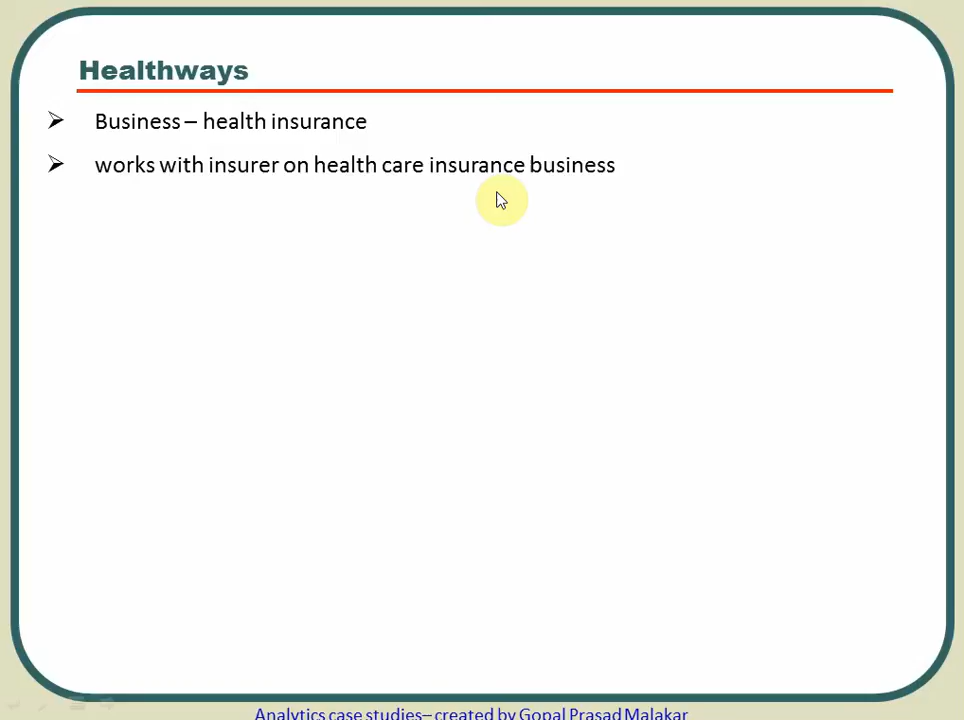 Healthways
Business – health insurance
works with insurer on health care insurance business
Analytics case studies– created by Gopal Prasad Malakar